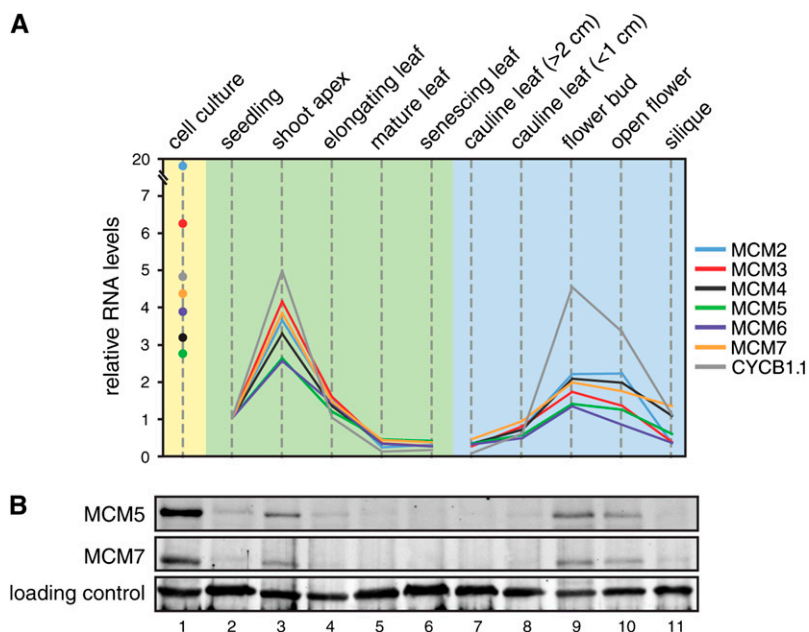 A
cell culture
seedling
shoot apex
elongating leaf
mature leaf
senescing leaf
cauline leaf (>2 cm)
cauline leaf (<1 cm)
flower bud
open flower
silique
relative RNA levels
20
7
6
5
4
3
2
1
0
MCM2
MCM3
MCM4
MCM5
MCM6
MCM7
CYCB1.1
B
MCM5
MCM7
loading control
1 2 3 4 5 6 7 8 9 10 11